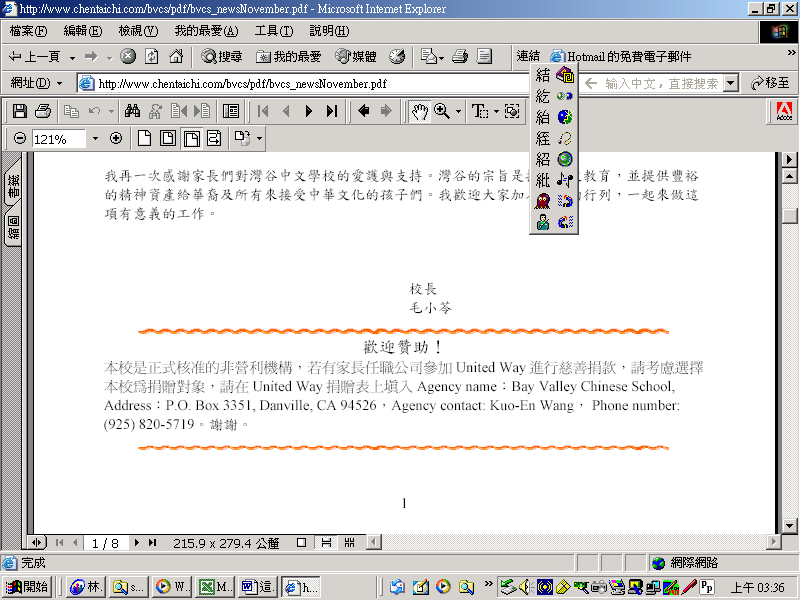 http://www.chentaichi.com/bvcs/pdf/bvcs_newsNovember.pdf - Microsoft Internet Explorer
檔案(F) 編輯(E) 檢視(V) 我的最愛(A) 工具(T) 說明(H)
上一頁 搜尋 我的最愛 媒體 連結 Hotmail 的免費電子郵件
網址(D) http://www.chentaichi.com/bvcs/pdf/bvcs_newsNovember.pdf 輸入中文，直接搜索 移至
Adobe
121%
書籤
縮圖
我再一次感謝家長們對灣谷中文學校的愛護與支持。灣谷的宗旨是 教育，並提供豐裕
的精神資產給華裔及所有來接受中華文化的孩子們。我歡迎大家加 的行列，一起來做這
項有意義的工作。
校長
毛小苓
歡迎贊助！
本校是正式核准的非營利機構，若有家長任職公司參加 United Way 進行慈善捐款，請考慮選擇
本校為捐贈對象，請在 United Way 捐贈表上填入 Agency name：Bay Valley Chinese School,
Address：P.O. Box 3351, Danville, CA 94526，Agency contact: Kuo-En Wang， Phone number:
(925) 820-5719。謝謝。
1
1 / 8 215.9 x 279.4 公釐
完成 網際網路
開始 林. s... W. M.. 這. h... Pp 上午 03:36